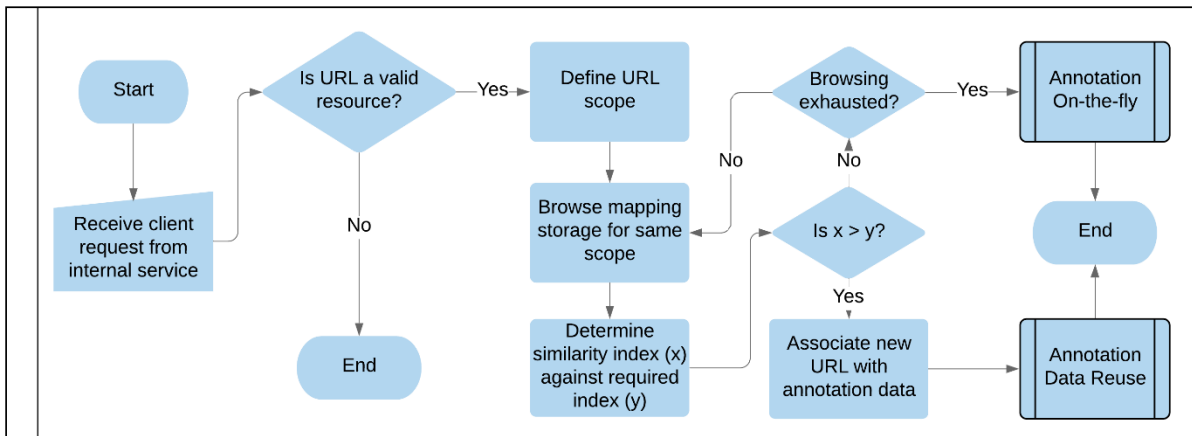 Start
Receive client
request from
internal service
Is URL a valid
resource?
Yes
No
End
Define URL
scope
Browse mapping
storage for same
scope
Determine
similarity index (x)
against required
index (y)
Is x > y?
No
Yes
Browsing
exhausted?
No
Yes
Associate new
URL with
annotation data
Annotation
On-the-fly
Annotation
Data Reuse
End